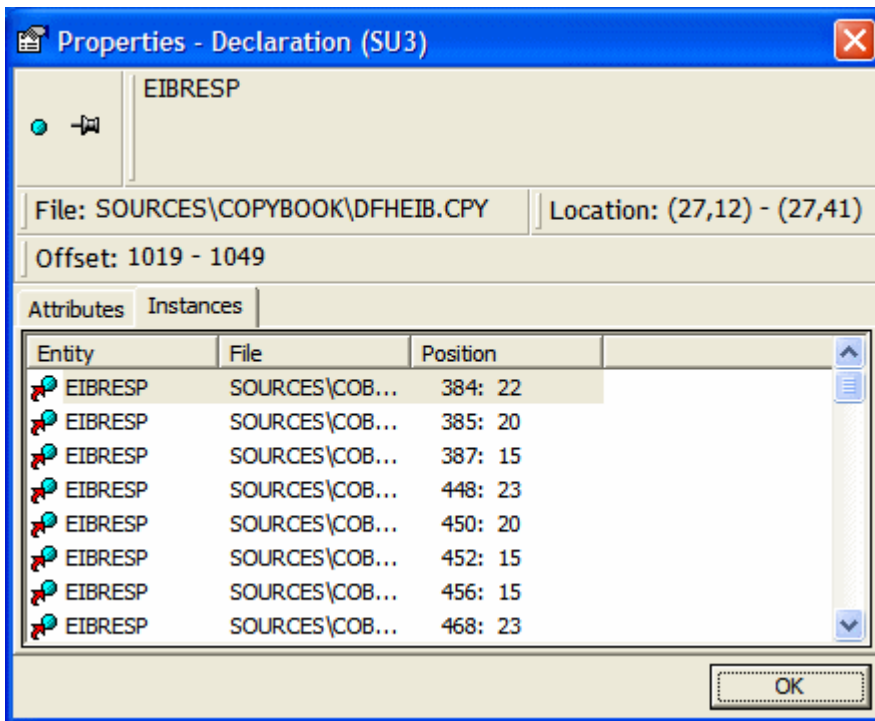 Properties - Declaration (SU3)
EIBRESP
File: SOURCES\COPYBOOK\DFHEIB.CPY Location: (27,12) - (27,41)
Offset: 1019 - 1049
Attributes Instances
Entity File Position
EIBRESP SOURCES\COB... 384: 22
EIBRESP SOURCES\COB... 385: 20
EIBRESP SOURCES\COB... 387: 15
EIBRESP SOURCES\COB... 448: 23
EIBRESP SOURCES\COB... 450: 20
EIBRESP SOURCES\COB... 452: 15
EIBRESP SOURCES\COB... 456: 15
EIBRESP SOURCES\COB... 468: 23
OK